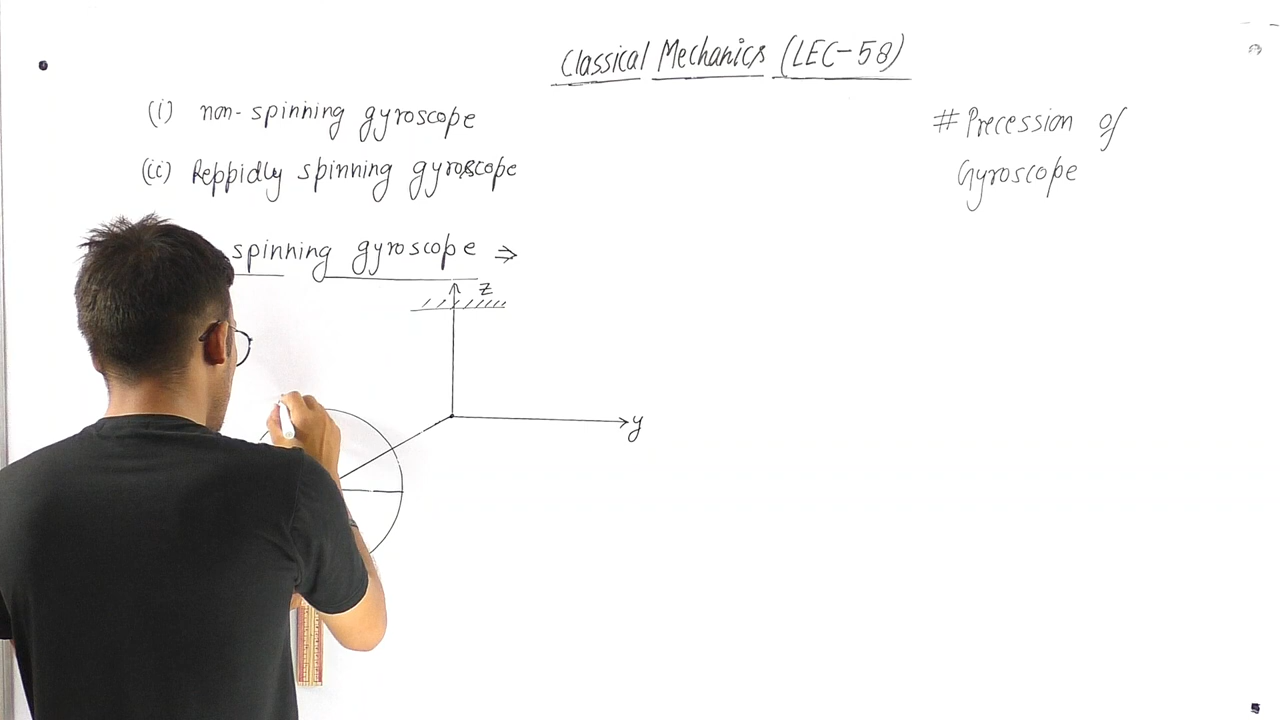 Classical Mechanics (LEC-58)
(i) non-spinning gyroscope
(ii) Reppidly spinning gyroscope
# Precession of
Gyroscope
spinning gyroscope ⇒
z
y